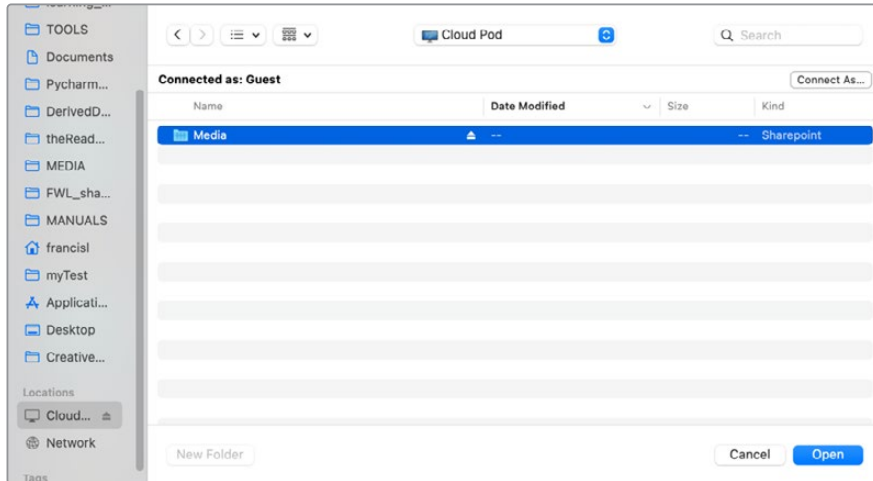 TOOLS
Documents
Pycharm...
DerivedD...
theRead...
MEDIA
FWL_sha...
MANUALS
francisl
myTest
Applicati...
Desktop
Creative...
Locations
Cloud...
Network
Tags
Cloud Pod
Search
Connected as: Guest
Connect As...
Name Date Modified Size Kind
Media -- -- Sharepoint
New Folder
Cancel
Open